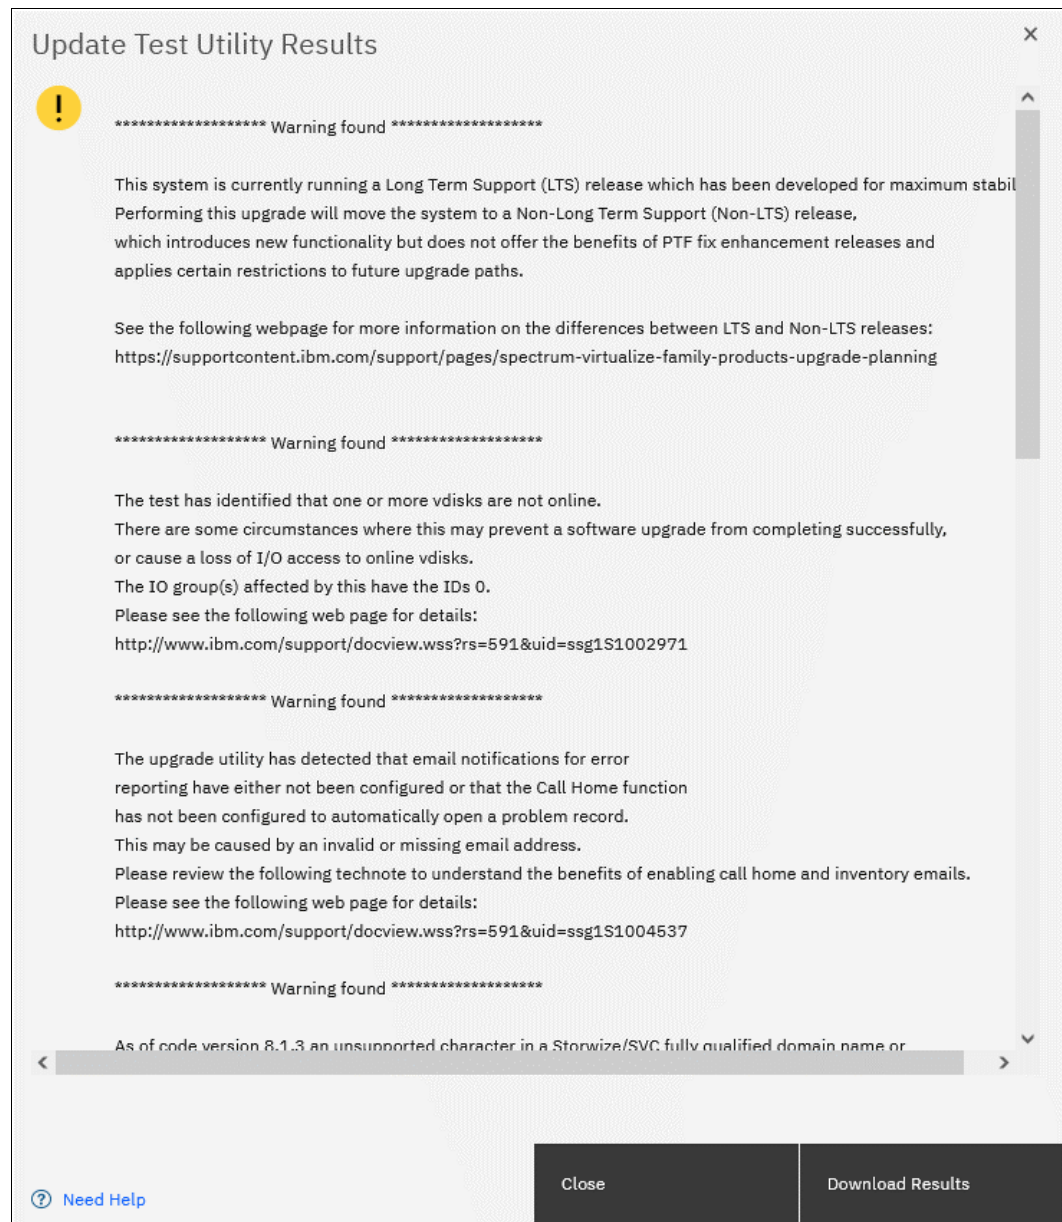 Update Test Utility Results
******************* Warning found *******************
This system is currently running a Long Term Support (LTS) release which has been developed for maximum stabil
Performing this upgrade will move the system to a Non-Long Term Support (Non-LTS) release,
which introduces new functionality but does not offer the benefits of PTF fix enhancement releases and
applies certain restrictions to future upgrade paths.
See the following webpage for more information on the differences between LTS and Non-LTS releases:
https://supportcontent.ibm.com/support/pages/spectrum-virtualize-family-products-upgrade-planning
******************* Warning found *******************
The test has identified that one or more vdisks are not online.
There are some circumstances where this may prevent a software upgrade from completing successfully,
or cause a loss of I/O access to online vdisks.
The IO group(s) affected by this have the IDs 0.
Please see the following web page for details:
http://www.ibm.com/support/docview.wss?rs=591&uid=ssg1S1002971
******************* Warning found *******************
The upgrade utility has detected that email notifications for error
reporting have either not been configured or that the Call Home function
has not been configured to automatically open a problem record.
This may be caused by an invalid or missing email address.
Please review the following technote to understand the benefits of enabling call home and inventory emails.
Please see the following web page for details:
http://www.ibm.com/support/docview.wss?rs=591&uid=ssg1S1004537
******************* Warning found *******************
As of code version 8.1.3 an unsupported character in a Storwize/SVC fully qualified domain name or
Need Help
Close
Download Results